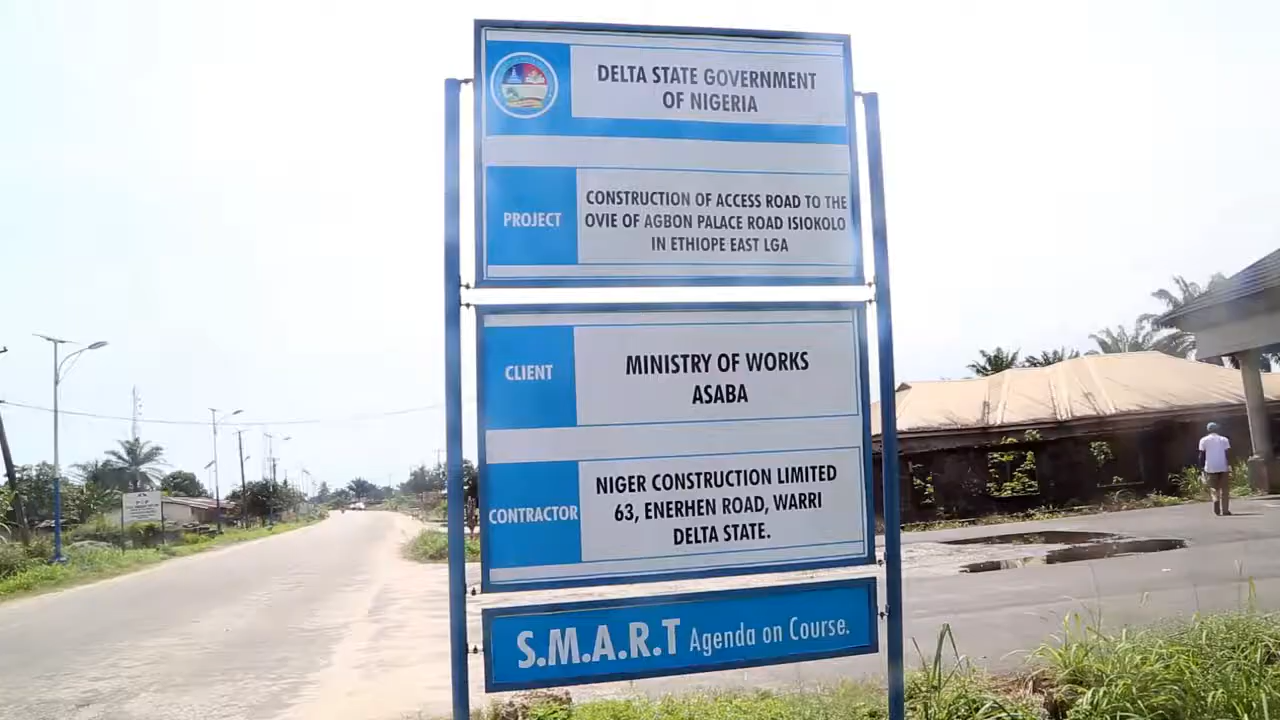 DELTA STATE GOVERNMENT
OF NIGERIA
PROJECT
CONSTRUCTION OF ACCESS ROAD TO THE
OVIE OF AGBON PALACE ROAD ISIOKOLO
IN ETHIOPE EAST LGA
CLIENT
MINISTRY OF WORKS
ASABA
CONTRACTOR
NIGER CONSTRUCTION LIMITED
63, ENERHEN ROAD, WARRI
DELTA STATE.
S.M.A.R.T Agenda on Course.